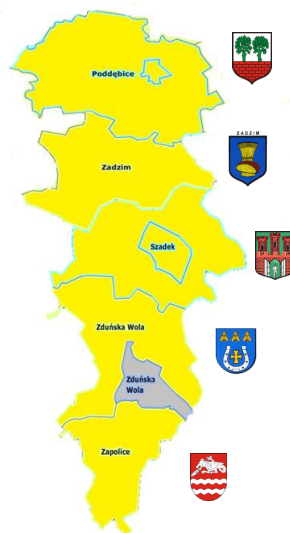 Poddębice
ZADZIM
Zadzim
Szadek
Zduńska Wola
Zduńska
Wola
Zapolice